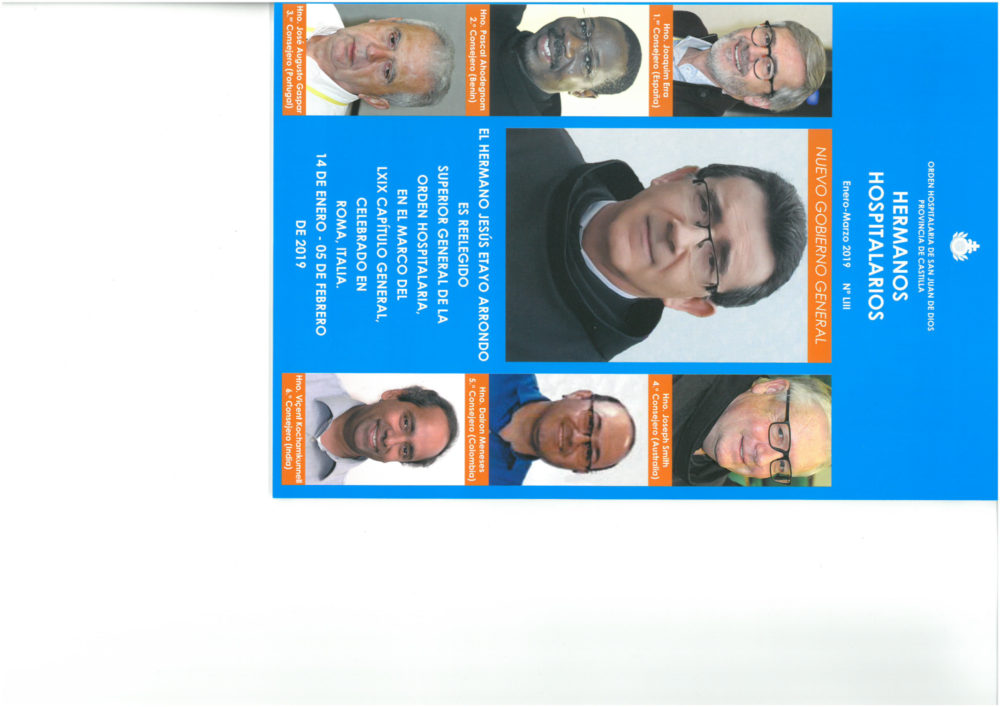 ORDEN HOSPITALARIA DE SAN JUAN DE DIOS
PROVINCIA DE CASTILLA
HERMANOS
HOSPITALARIOS
Enero-Marzo 2019 Nº LIII
NUEVO GOBIERNO GENERAL
Hno. Joaquim Erra
1.er Consejero (España)
Hno. Pascal Ahodegnom
2.º Consejero (Benin)
Hno. José Augusto Gaspar
3.er Consejero (Portugal)
EL HERMANO JESÚS ETAYO ARRONDO
ES REELEGIDO
SUPERIOR GENERAL DE LA
ORDEN HOSPITALARIA,
EN EL MARCO DEL
LXIX CAPÍTULO GENERAL,
CELEBRADO EN
ROMA, ITALIA.
14 DE ENERO - 05 DE FEBRERO
DE 2019
Hno. Joseph Smith
4.º Consejero (Australia)
Hno. Dairon Meneses
5.º Consejero (Colombia)
Hno. Viçent Kochamkunnell
6.º Consejero (India)